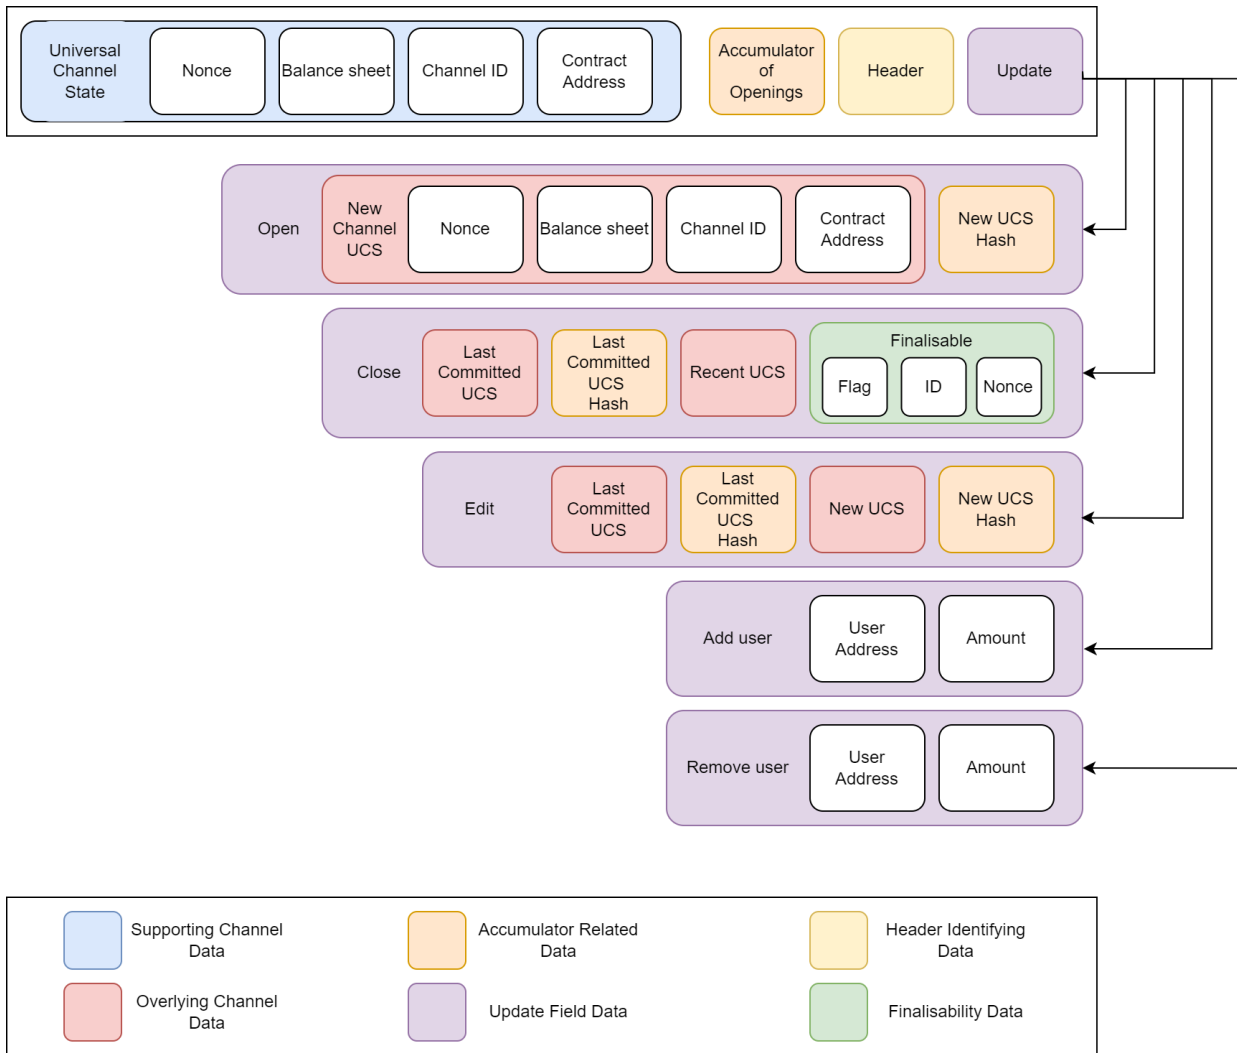 Universal
Channel
State
Nonce
Balance sheet
Channel ID
Contract
Address
Accumulator
of
Openings
Header
Update
Open
New
Channel
UCS
Nonce
Balance sheet
Channel ID
Contract
Address
New UCS
Hash
Close
Last
Committed
UCS
Last
Committed
UCS
Hash
Recent UCS
Finalisable
Flag
ID
Nonce
Edit
Last
Committed
UCS
Last
Committed
UCS
Hash
New UCS
New UCS
Hash
Add user
User
Address
Amount
Remove user
User
Address
Amount
Supporting Channel
Data
Accumulator Related
Data
Header Identifying
Data
Overlying Channel
Data
Update Field Data
Finalisability Data